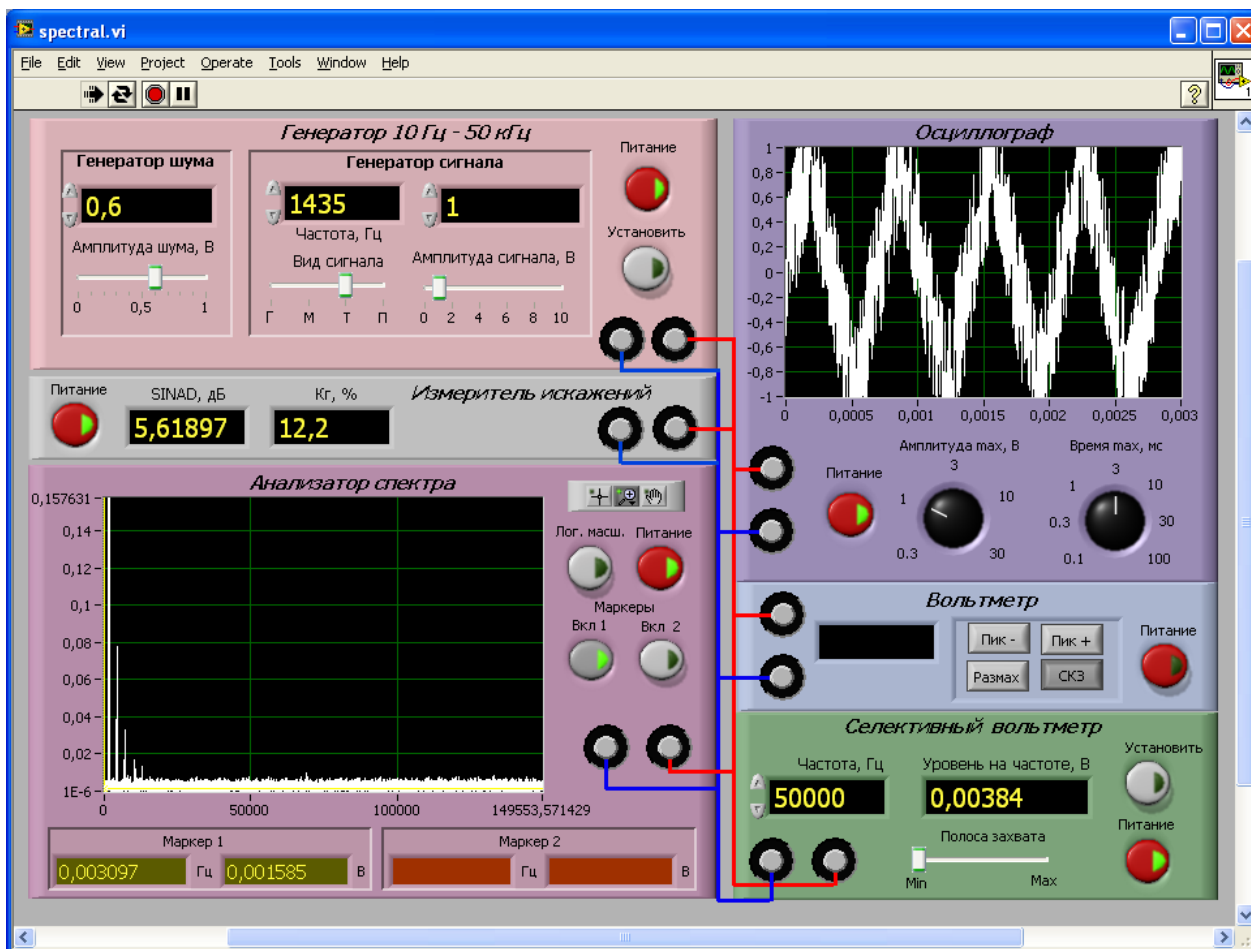 spectral.vi
File Edit View Project Operate Tools Window Help
Генератор 10 Гц - 50 кГц
Генератор шума
0,6
Амплитуда шума, В
0 0,5 1
Генератор сигнала
1435
1
Частота, Гц
Вид сигнала
Г М Т П
Амплитуда сигнала, В
0 2 4 6 8 10
Питание
Установить
Питание
SINAD, дБ
5,61897
Кг, %
12,2
Измеритель искажений
Анализатор спектра
0,157631
0,14
0,12
0,1
0,08
0,06
0,04
0,02
1E-6
0 50000 100000 149553,571429
Лог. масш. Питание
Маркеры
Вкл 1 Вкл 2
Маркер 1
0,003097 Гц 0,001585 В
Маркер 2
Гц В
Осциллограф
1
0,8
0,6
0,4
0,2
0
-0,2
-0,4
-0,6
-0,8
-1
0 0,0005 0,001 0,0015 0,002 0,0025 0,003
Питание
Амплитуда max, В
0.3 1 3 10 30
Время max, мс
0.1 0.3 1 3 10 30 100
Вольтметр
Пик - Пик +
Размах СКЗ
Питание
Селективный вольтметр
Частота, Гц
50000
Уровень на частоте, В
0,00384
Установить
Полоса захвата
Min Max
Питание
1